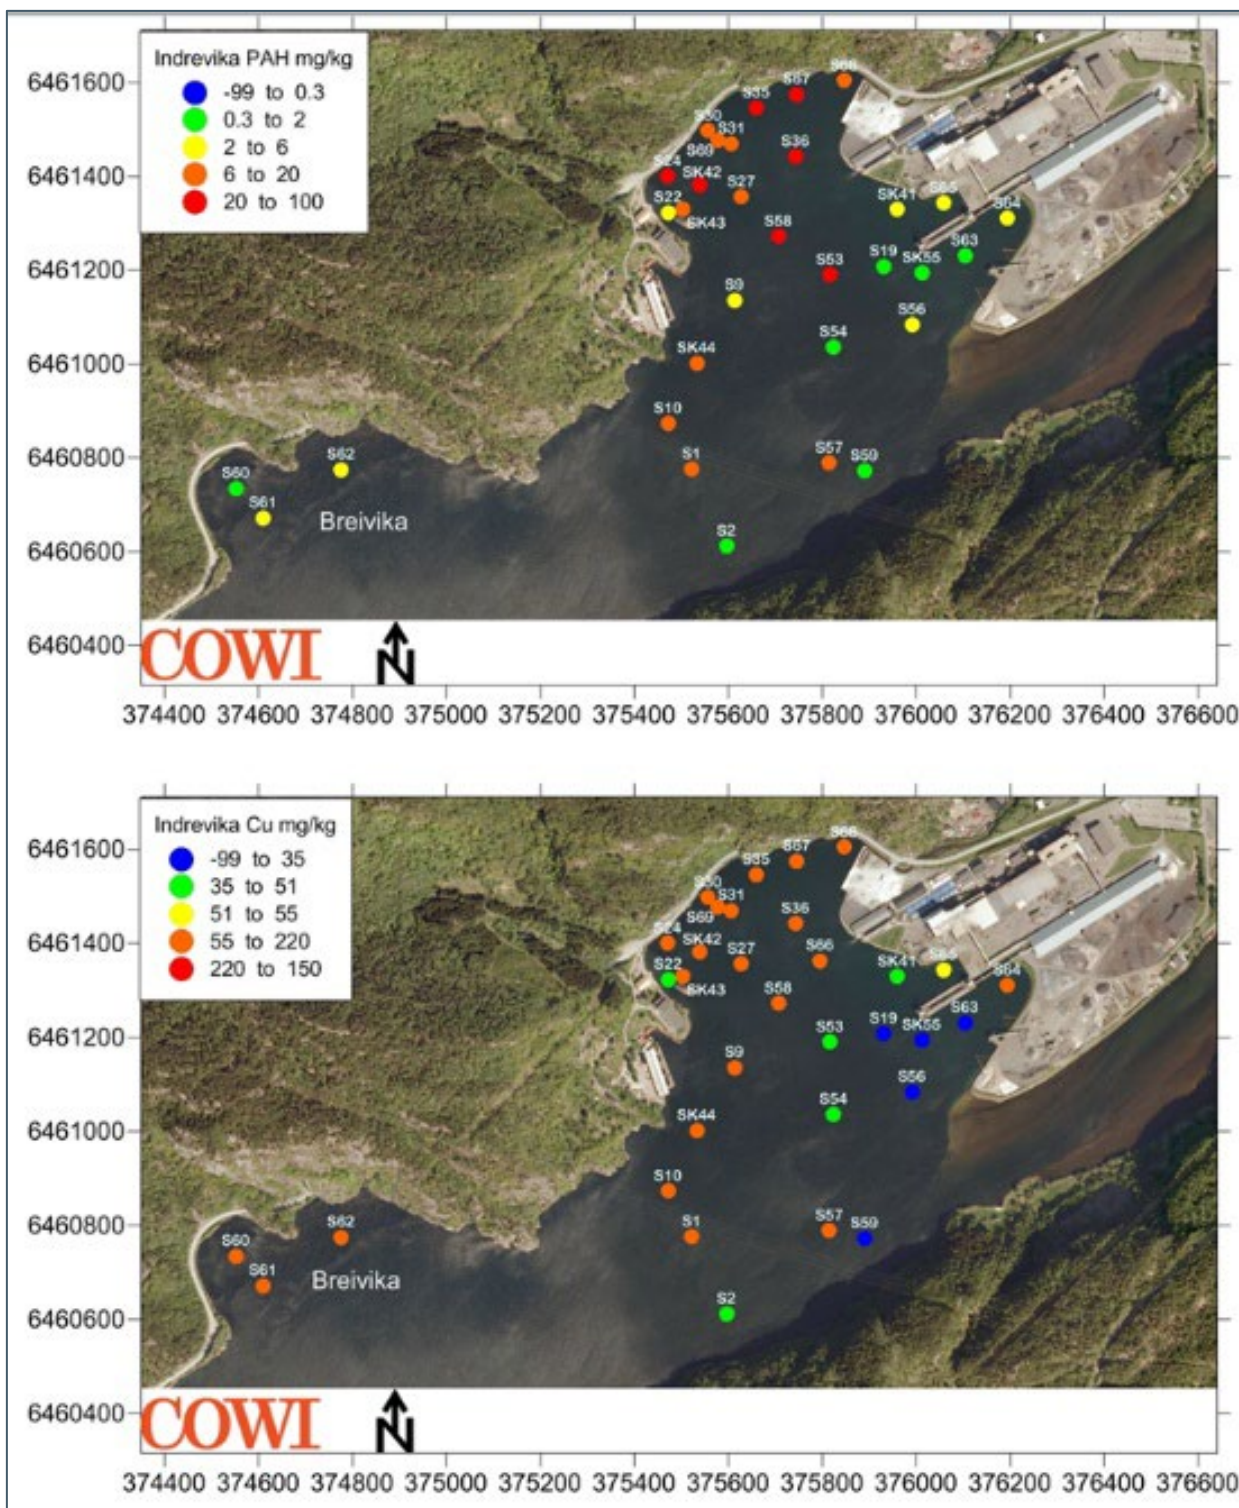 Indrevika PAH mg/kg
-99 to 0.3
0.3 to 2
2 to 6
6 to 20
20 to 100
6461600
6461400
6461200
6461000
6460800
6460600
6460400
S67
S35
S30
S31
S69
S36
S24
SK42
S27
S22
SK43
SK41
S64
S58
S19
SK55
S63
S53
S9
S56
S54
SK44
S10
S62
S1
S57
S59
S60
S61
Breivika
S2
COWI
N
374400 374600 374800 375000 375200 375400 375600 375800 376000 376200 376400 376600
Indrevika Cu mg/kg
-99 to 35
35 to 51
51 to 55
55 to 220
220 to 150
6461600
6461400
6461200
6461000
6460800
6460600
6460400
S67
S35
S30
S31
S69
S36
S24
SK42
S27
S66
S22
SK43
SK41
S64
S58
S19
SK55
S63
S53
S9
S56
S54
SK44
S10
S62
S1
S57
S59
S60
S61
Breivika
S2
COWI
N
374400 374600 374800 375000 375200 375400 375600 375800 376000 376200 376400 376600